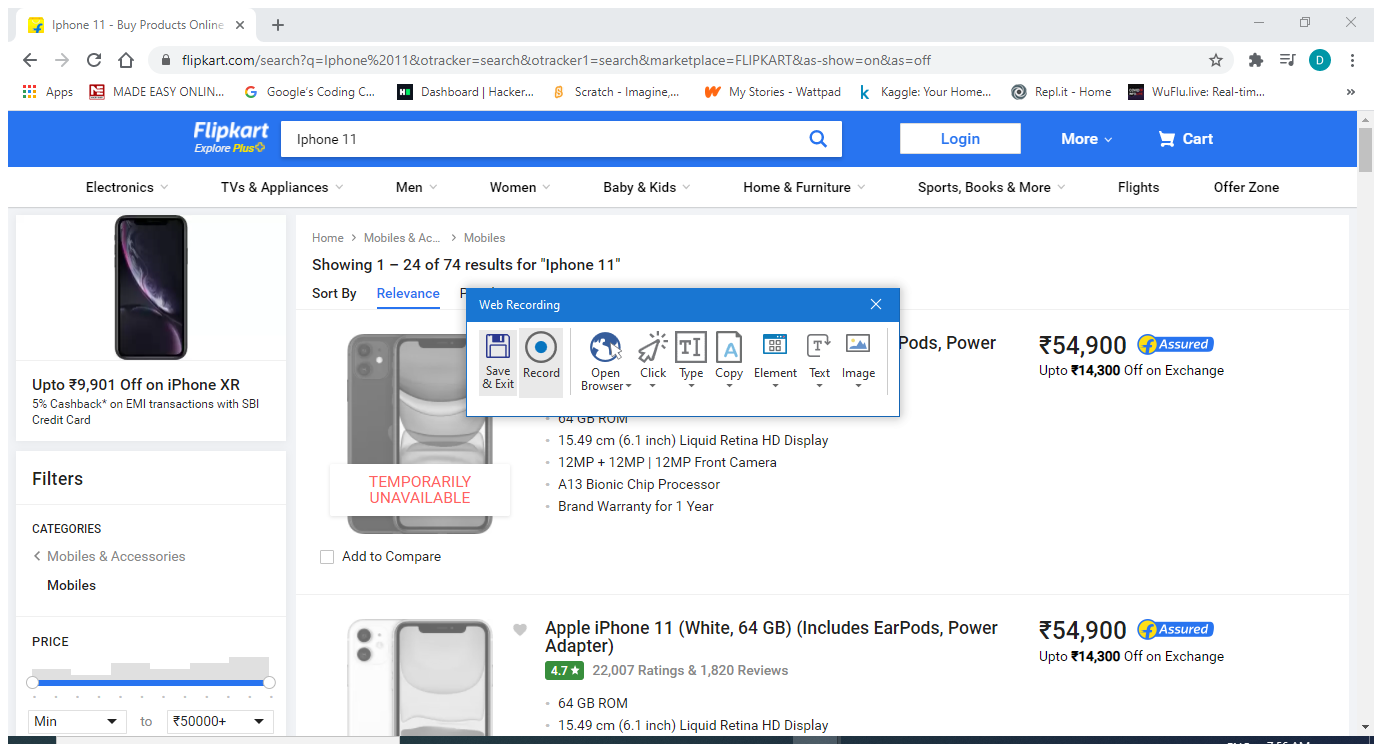 Iphone 11 - Buy Products Online
flipkart.com/search?q=Iphone%2011&otracker=search&otracker1=search&marketplace=FLIPKART&as-show=on&as=off
D
Apps
MADE EASY ONLIN...
Google's Coding C...
Dashboard | Hacker...
Scratch - Imagine,...
My Stories - Wattpad
Kaggle: Your Home...
Repl.it - Home
WuFlu.live: Real-tim...
Flipkart
Explore Plus
Iphone 11
Login
More
Cart
Electronics
TVs & Appliances
Men
Women
Baby & Kids
Home & Furniture
Sports, Books & More
Flights
Offer Zone
Upto ₹9,901 Off on iPhone XR
5% Cashback* on EMI transactions with SBI
Credit Card
Filters
CATEGORIES
Mobiles & Accessories
Mobiles
PRICE
Min
to
₹50000+
Home
Mobiles & Ac...
Mobiles
Showing 1 – 24 of 74 results for "Iphone 11"
Sort By
Relevance
Web Recording
Save
& Exit
Record
Open
Browser
Click
Type
Copy
Element
Text
Image
Pods, Power
64 GB ROM
15.49 cm (6.1 inch) Liquid Retina HD Display
12MP + 12MP | 12MP Front Camera
A13 Bionic Chip Processor
Brand Warranty for 1 Year
TEMPORARILY
UNAVAILABLE
Add to Compare
₹54,900
Assured
Upto ₹14,300 Off on Exchange
Apple iPhone 11 (White, 64 GB) (Includes EarPods, Power
Adapter)
4.7★
22,007 Ratings & 1,820 Reviews
64 GB ROM
15.49 cm (6.1 inch) Liquid Retina HD Display
₹54,900
Assured
Upto ₹14,300 Off on Exchange